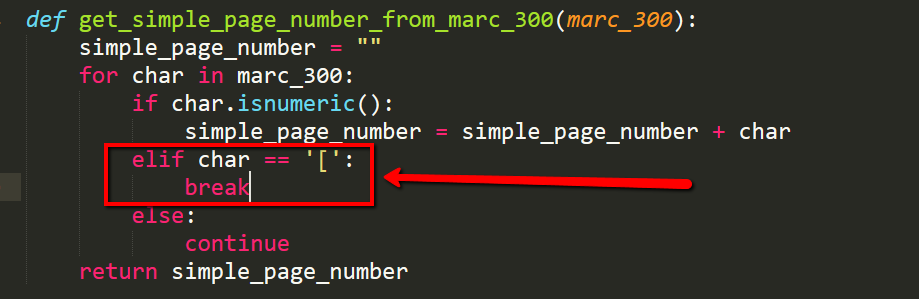 def get_simple_page_number_from_marc_300(marc_300):
    simple_page_number = ""
    for char in marc_300:
        if char.isnumeric():
            simple_page_number = simple_page_number + char
        elif char == '[':
            break
        else:
            continue
    return simple_page_number